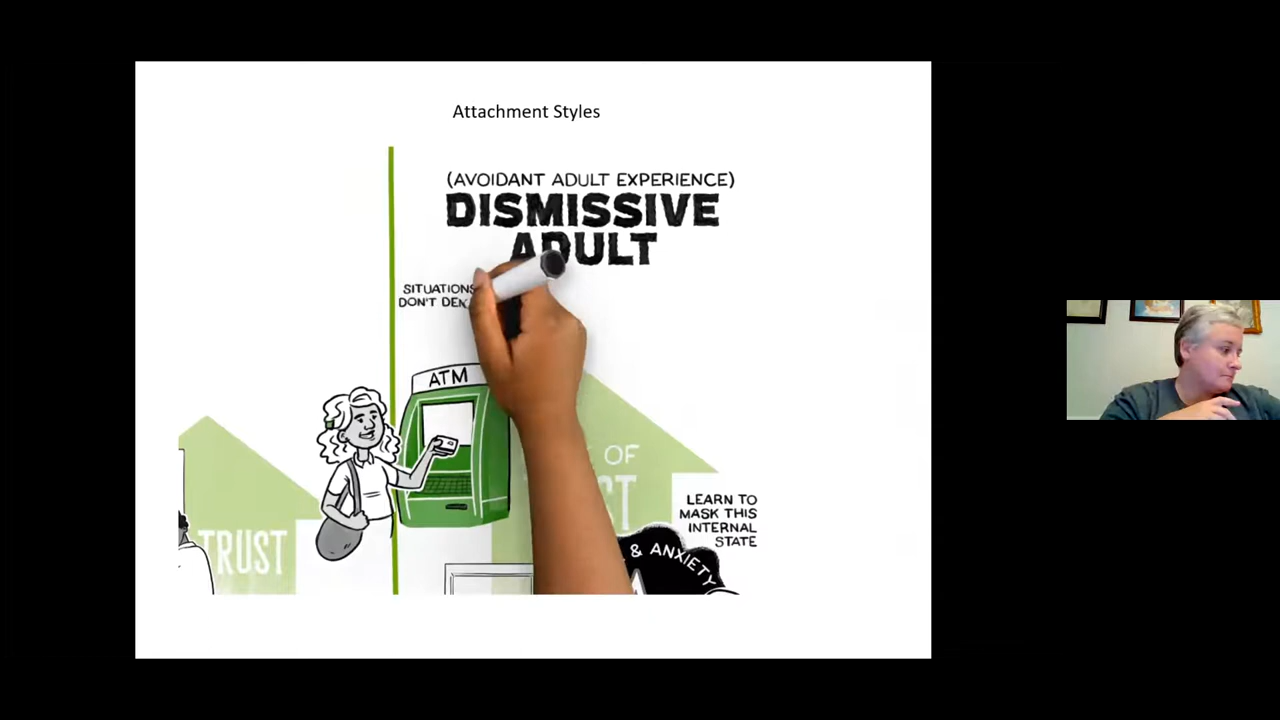 Attachment Styles
(AVOIDANT ADULT EXPERIENCE)
DISMISSIVE
ADULT
SITUATIONS
DON'T
ATM
OF
TRUST
LEARN TO
MASK THIS
INTERNAL
STATE
& ANXIETY